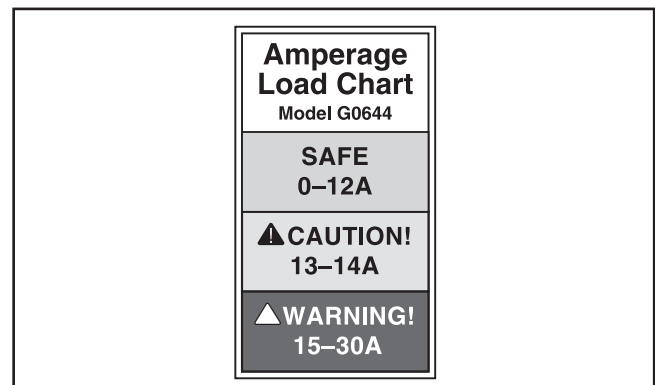 Amperage
Load Chart
Model G0644
SAFE
0–12A
CAUTION!
13–14A
WARNING!
15–30A